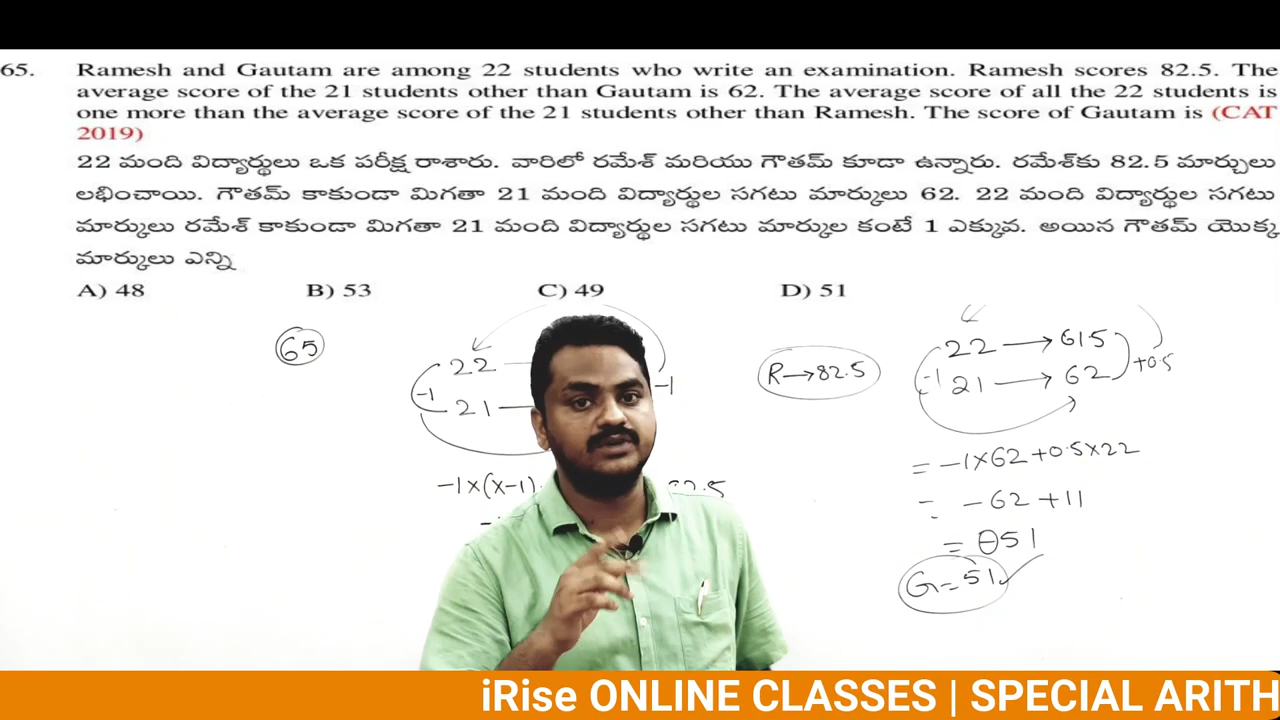 65. Ramesh and Gautam are among 22 students who write an examination. Ramesh scores 82.5. The
average score of the 21 students other than Gautam is 62. The average score of all the 22 students is
one more than the average score of the 21 students other than Ramesh. The score of Gautam is (CAT
2019)
22 మంది విద్యార్థులు ఒక పరీక్ష రాశారు. వారిలో రమేశ్ మరియు గౌతమ్ కూడా ఉన్నారు. రమేశ్‌కు 82.5 మార్కులు
లభించాయి. గౌతమ్ కాకుండా మిగతా 21 మంది విద్యార్థుల సగటు మార్కులు 62. 22 మంది విద్యార్థుల సగటు
మార్కులు రమేశ్ కాకుండా మిగతా 21 మంది విద్యార్థుల సగటు మార్కుల కంటే 1 ఎక్కువ. అయిన గౌతమ్ యొక్క
మార్కులు ఎన్ని
A) 48 B) 53 C) 49 D) 51
65
22
-1
21
-1
-1×(x-1)
R→82.5
22 → 61.5
-1 +0.5
21 → 62
= -1×62+0.5×22
= -62+11
= -51
G=51✓
iRise ONLINE CLASSES | SPECIAL ARITH